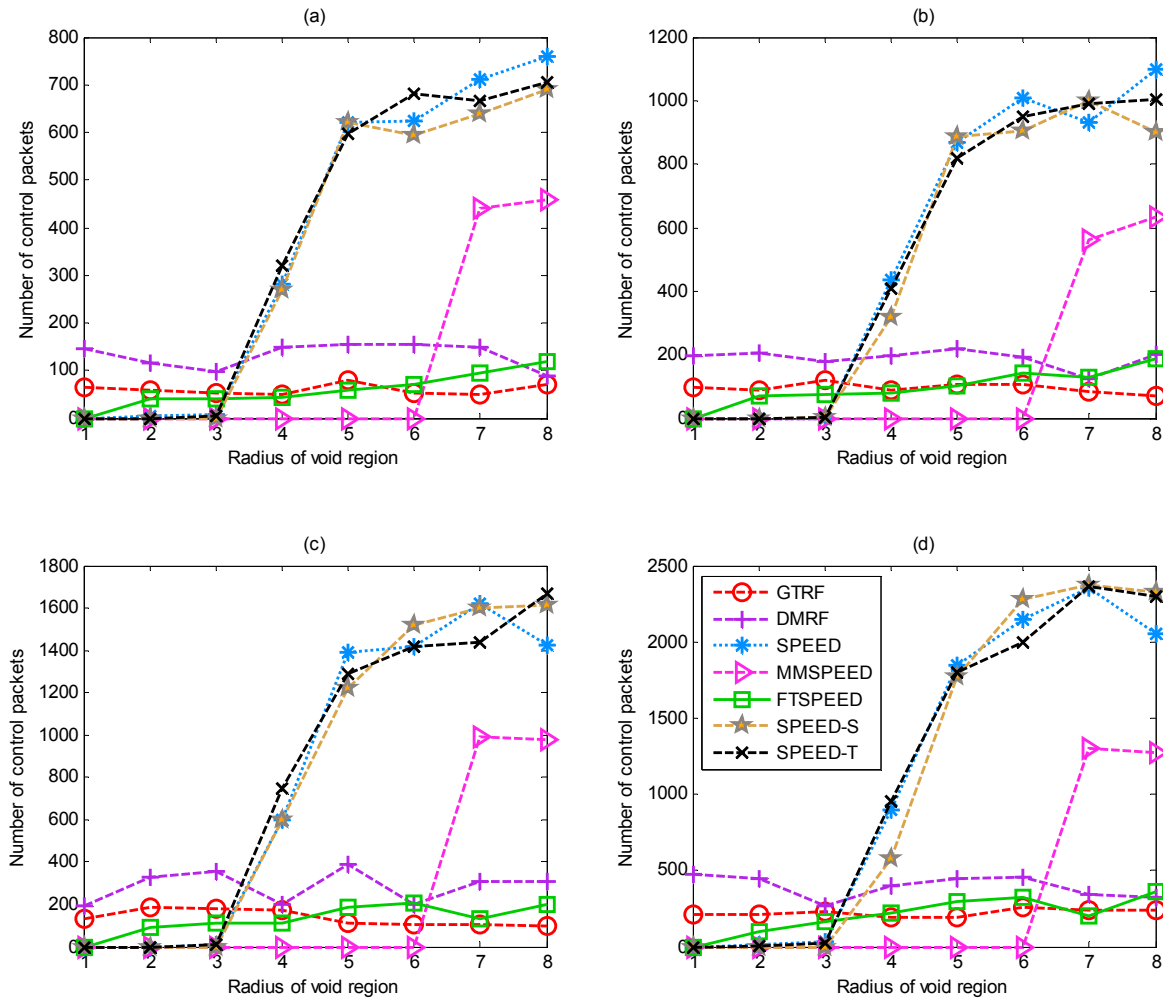 (a)
800
700
600
500
400
300
200
100
0
Number of control packets
1 2 3 4 5 6 7 8
Radius of void region
(b)
1200
1000
800
600
400
200
0
Number of control packets
1 2 3 4 5 6 7 8
Radius of void region
(c)
1800
1600
1400
1200
1000
800
600
400
200
0
Number of control packets
1 2 3 4 5 6 7 8
Radius of void region
(d)
2500
2000
1500
1000
500
0
Number of control packets
GTRF
DMRF
SPEED
MMSPEED
FTSPEED
SPEED-S
SPEED-T
1 2 3 4 5 6 7 8
Radius of void region